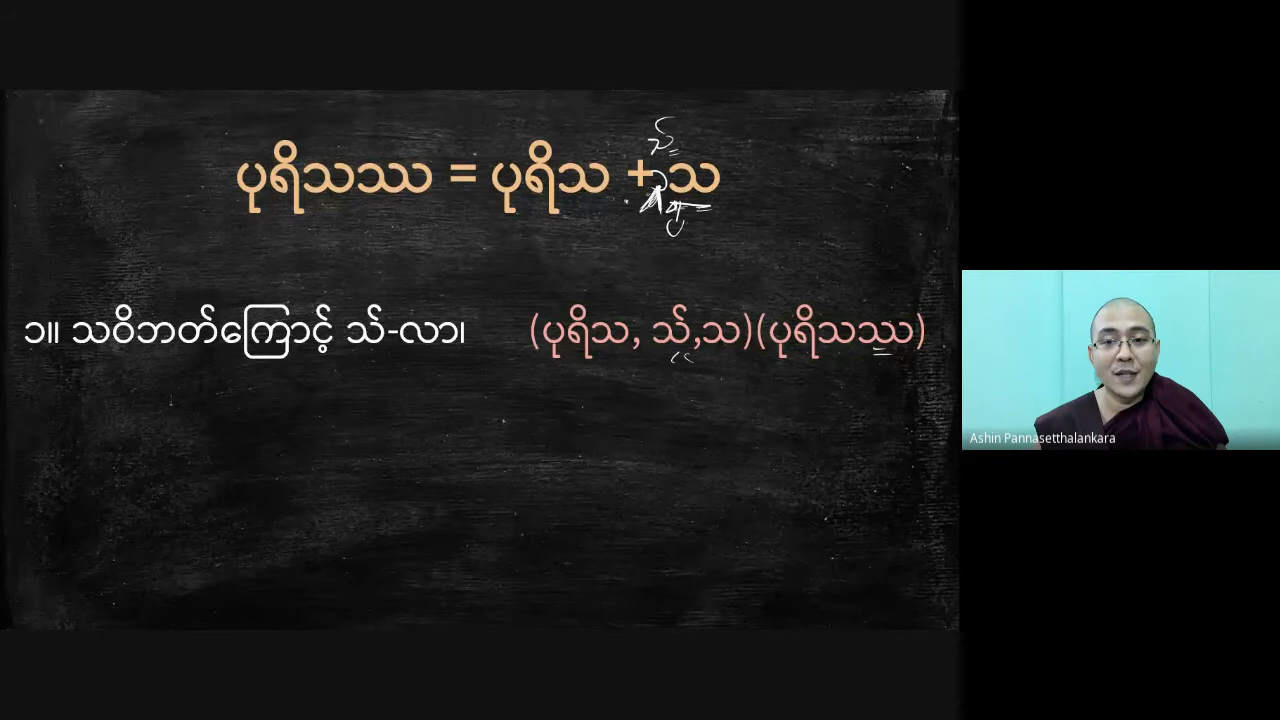 ပုရိသဿ = ပုရိသ + သ
သ်
၁။ သဝိဘတ်ကြောင့် သ်-လာ၊ (ပုရိသ, သ်,သ)(ပုရိသဿ)
Ashin Pannasetthalankara